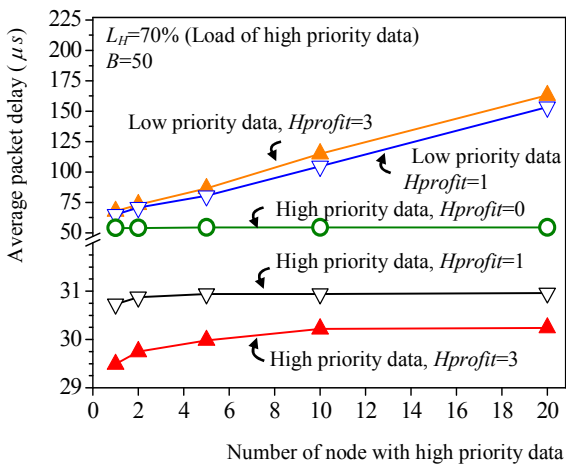 225
200
175
150
125
100
75
50
31
30
29
Average packet delay ( μs )
L_H=70% (Load of high priority data)
B=50
Low priority data, Hprofit=3
Low priority data
Hprofit=1
High priority data, Hprofit=0
High priority data, Hprofit=1
High priority data, Hprofit=3
0 2 4 6 8 10 12 14 16 18 20
Number of node with high priority data